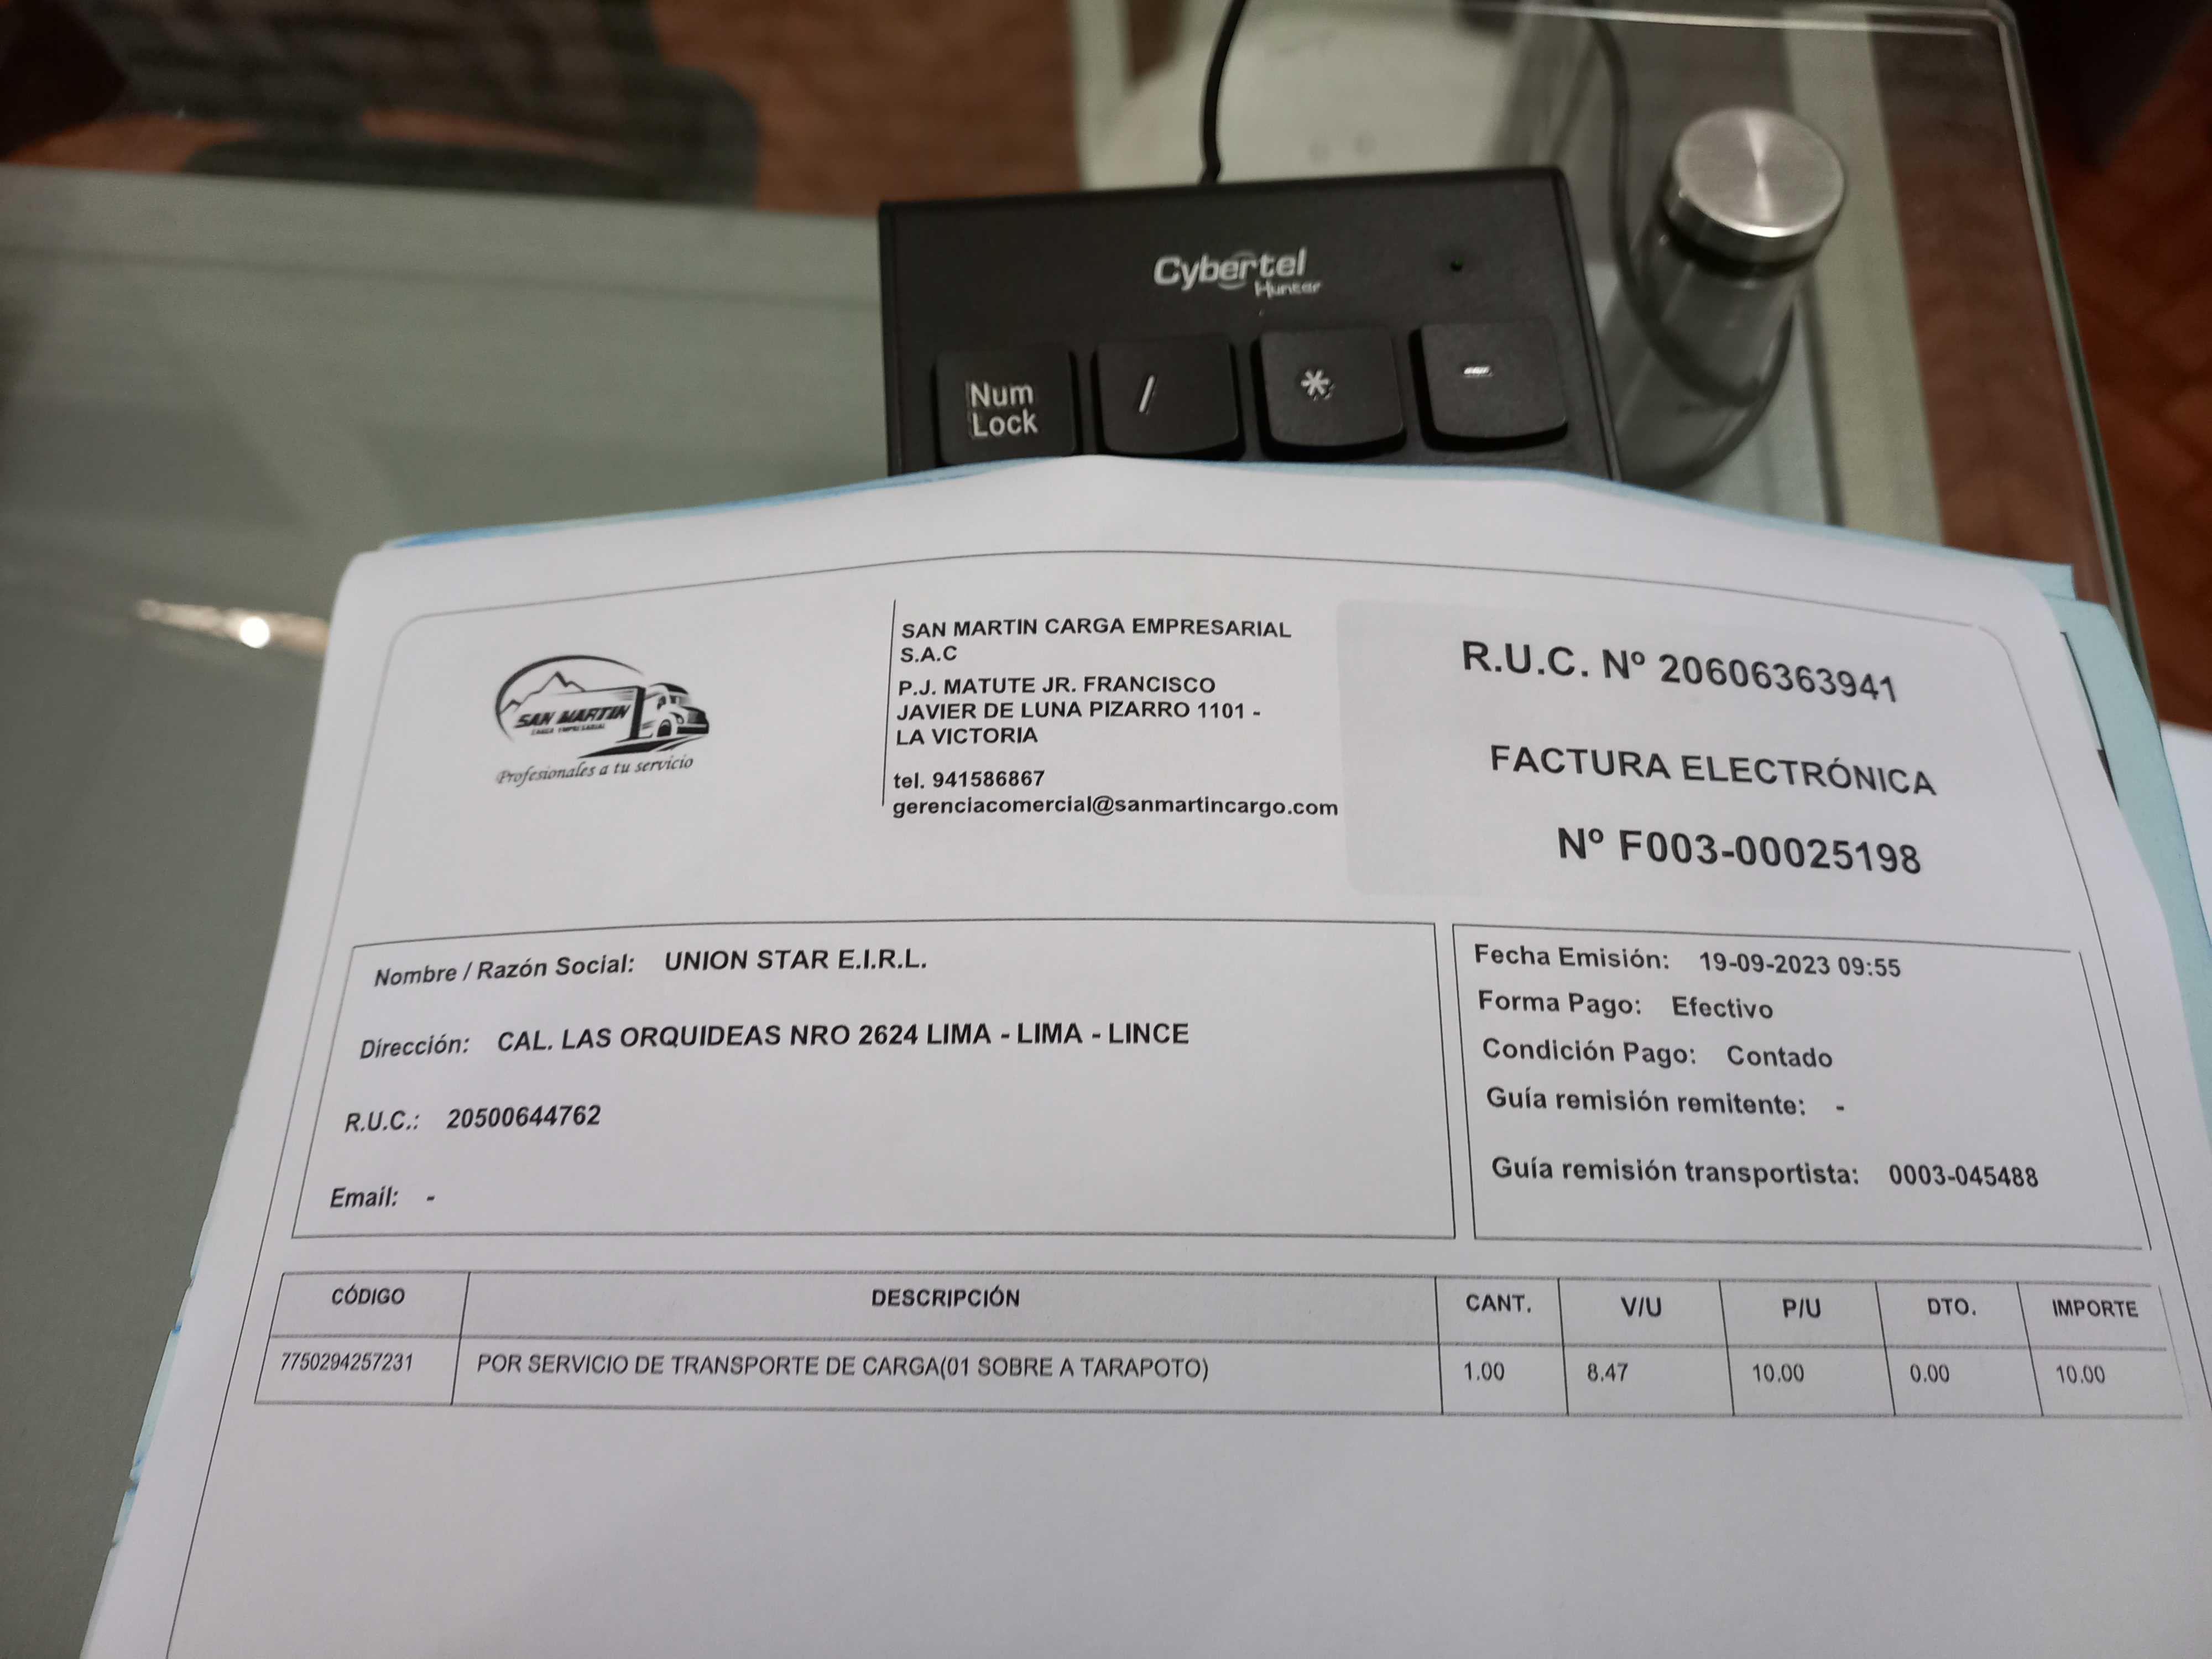 Cybertel
Hunter
Num
Lock
/
*
-
SAN MARTIN
CARGA EMPRESARIAL
Profesionales a tu servicio
SAN MARTIN CARGA EMPRESARIAL
S.A.C
P.J. MATUTE JR. FRANCISCO
JAVIER DE LUNA PIZARRO 1101 -
LA VICTORIA
tel. 941586867
gerenciacomercial@sanmartincargo.com
R.U.C. Nº 20606363941
FACTURA ELECTRÓNICA
Nº F003-00025198
Nombre / Razón Social: UNION STAR E.I.R.L.
Dirección: CAL. LAS ORQUIDEAS NRO 2624 LIMA - LIMA - LINCE
R.U.C.: 20500644762
Email: -
Fecha Emisión: 19-09-2023 09:55
Forma Pago: Efectivo
Condición Pago: Contado
Guía remisión remitente: -
Guía remisión transportista: 0003-045488
CÓDIGO DESCRIPCIÓN CANT. V/U P/U DTO. IMPORTE
7750294257231 POR SERVICIO DE TRANSPORTE DE CARGA(01 SOBRE A TARAPOTO) 1.00 8.47 10.00 0.00 10.00